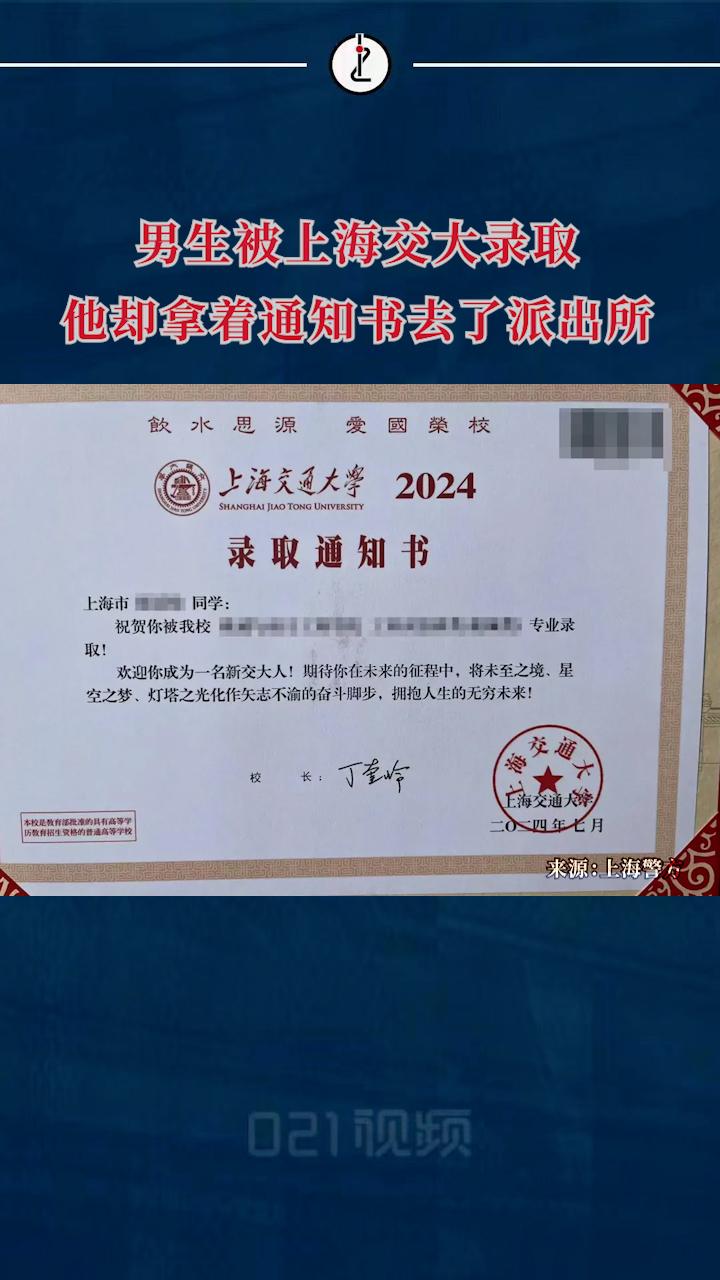 男生被上海交大录取
他却拿着通知书去了派出所
飲水思源 愛國榮校
上海交通大學 2024
SHANGHAI JIAO TONG UNIVERSITY
录取通知书
上海市 同学：
祝贺你被我校 专业录
取！
欢迎你成为一名新交大人！期待你在未来的征程中，将未至之境、星
空之梦、灯塔之光化作矢志不渝的奋斗脚步，拥抱人生的无穷未来！
校 长：丁奎岭
上海交通大学
上海交通大学
二〇二四年七月
本校是教育部批准的具有高等学
历教育招生资格的普通高等学校
来源：上海警方
021视频